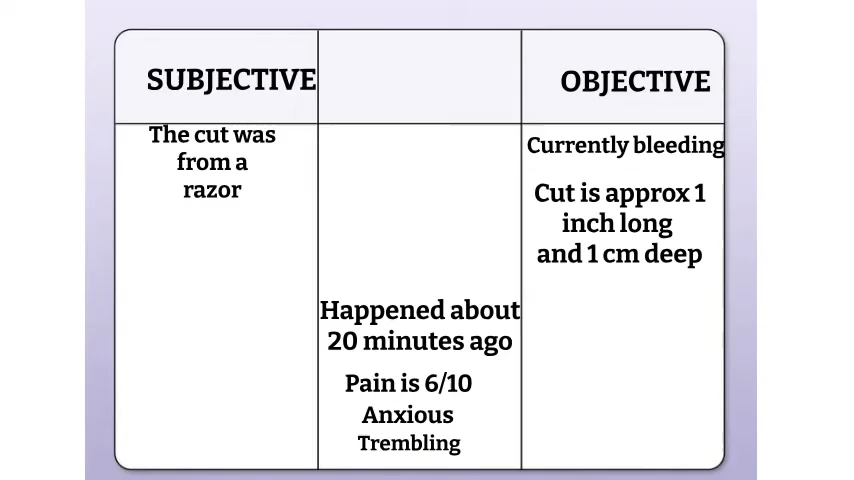 SUBJECTIVE
OBJECTIVE
The cut was
from a
razor
Happened about
20 minutes ago
Pain is 6/10
Anxious
Trembling
Currently bleeding
Cut is approx 1
inch long
and 1 cm deep